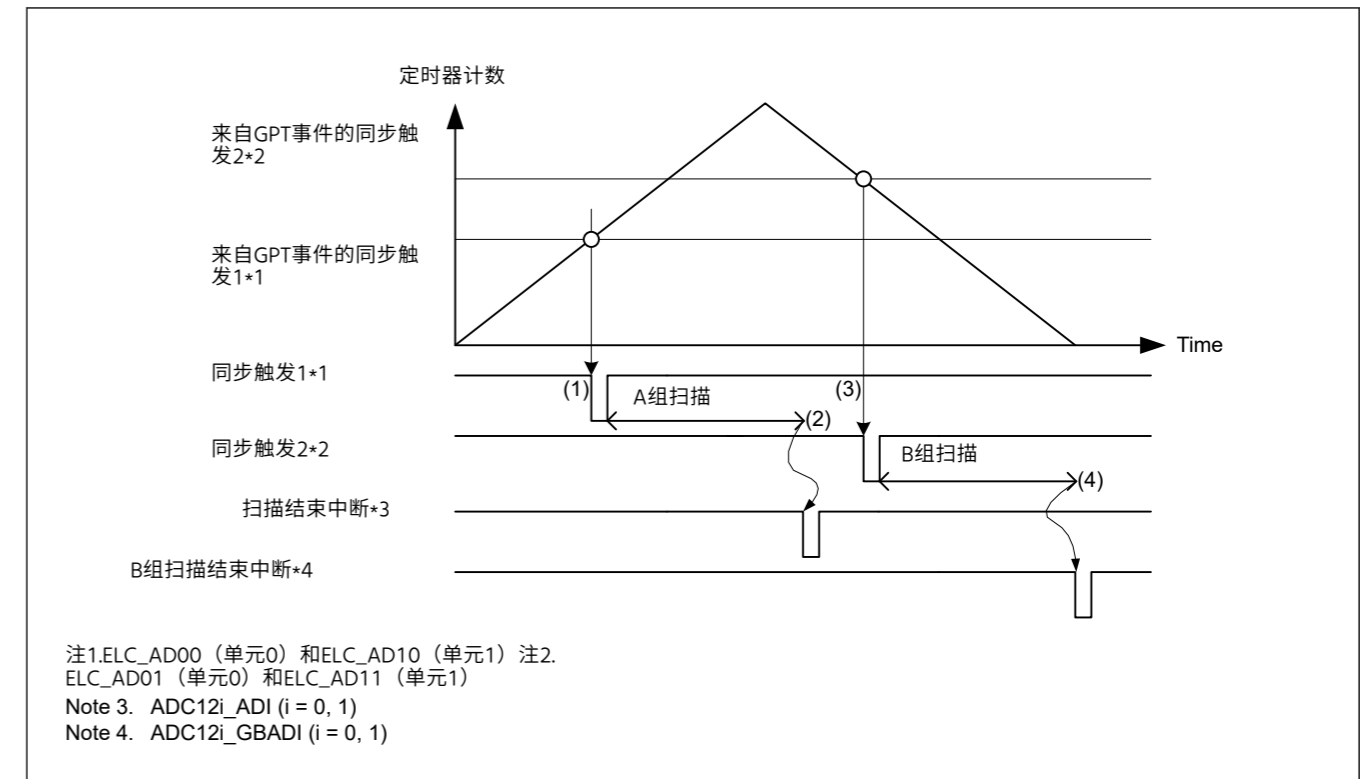 定时器计数
来自GPT事件的同步触
发2*2
来自GPT事件的同步触
发1*1
Time
同步触发1*1
(1)
A组扫描
(2)
(3)
同步触发2*2
B组扫描
(4)
扫描结束中断*3
B组扫描结束中断*4
注1.ELC_AD00（单元0）和ELC_AD10（单元1）注2.
ELC_AD01（单元0）和ELC_AD11（单元1）
Note 3. ADC12i_ADI (i = 0, 1)
Note 4. ADC12i_GBADI (i = 0, 1)